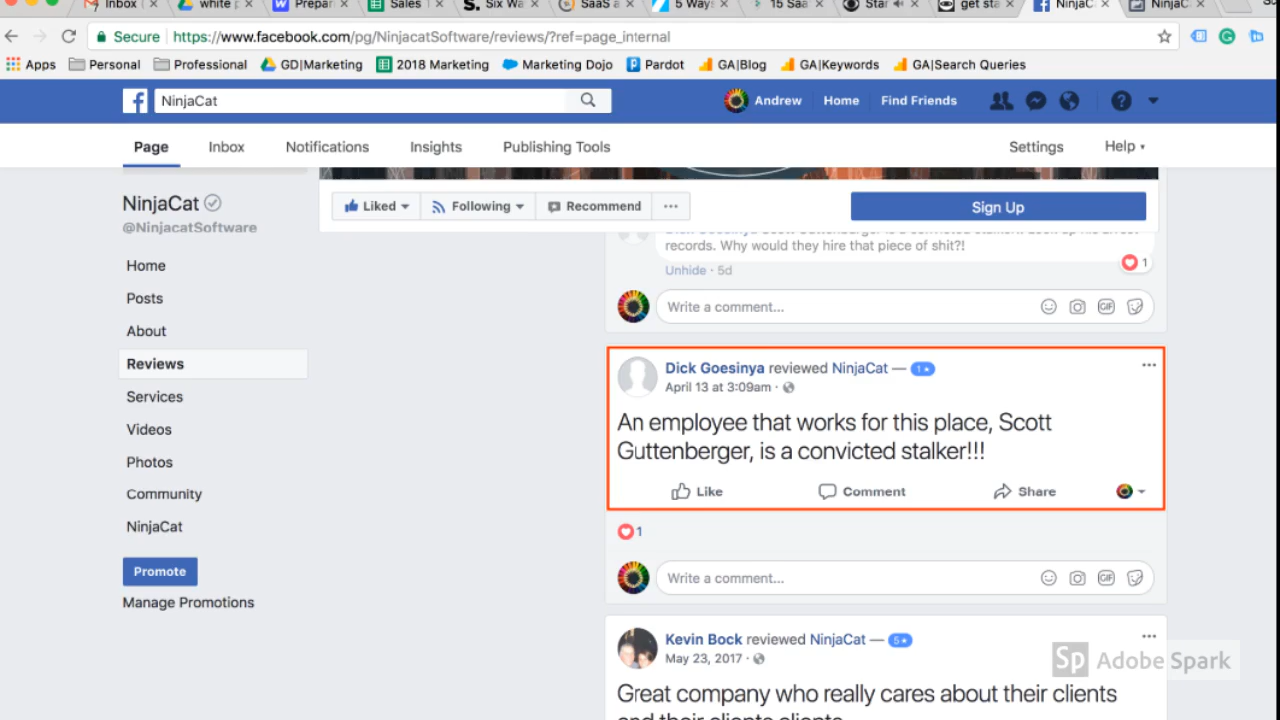 Inbox (
white p
Prepar
Sales T
Six Wa
SaaS a
5 Ways
15 Saa
Star
get sta
NinjaC
NinjaC
Secure https://www.facebook.com/pg/NinjacatSoftware/reviews/?ref=page_internal
Apps Personal Professional GD|Marketing 2018 Marketing Marketing Dojo Pardot GA|Blog GA|Keywords GA|Search Queries
NinjaCat Andrew Home Find Friends
Page Inbox Notifications Insights Publishing Tools Settings Help
NinjaCat
@NinjacatSoftware
Liked Following Recommend ... Sign Up
records. Why would they hire that piece of shit?!
1
Unhide · 5d
Write a comment...
GIF
Home
Posts
About
Reviews
Services
Videos
Photos
Community
NinjaCat
Promote
Manage Promotions
Dick Goesinya reviewed NinjaCat — 1★
April 13 at 3:09am ·
An employee that works for this place, Scott
Guttenberger, is a convicted stalker!!!
Like Comment Share
1
Write a comment...
GIF
Kevin Bock reviewed NinjaCat — 5★
May 23, 2017 ·
Great company who really cares about their clients
and their clients clients.
Sp Adobe Spark